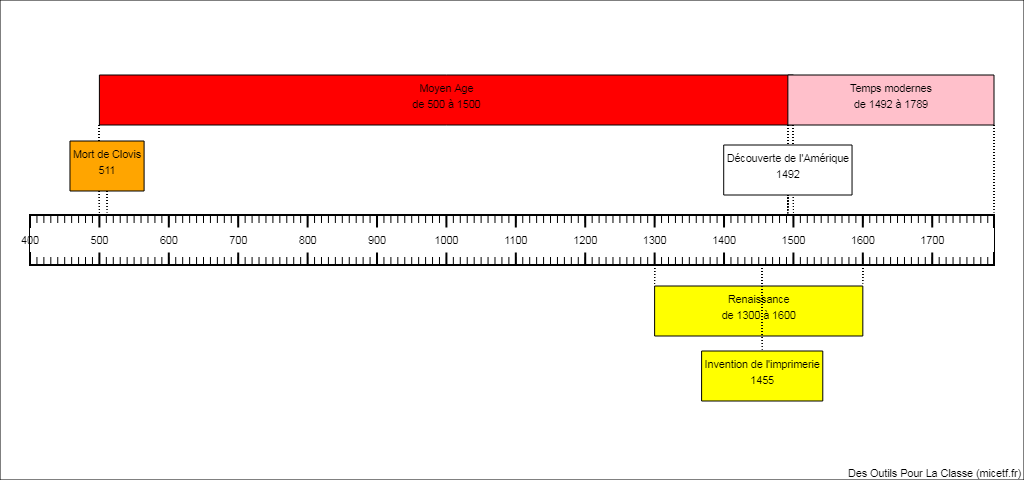 Moyen Age
de 500 à 1500
Temps modernes
de 1492 à 1789
Mort de Clovis
511
Découverte de l'Amérique
1492
400 500 600 700 800 900 1000 1100 1200 1300 1400 1500 1600 1700
Renaissance
de 1300 à 1600
Invention de l'imprimerie
1455
Des Outils Pour La Classe (micetf.fr)